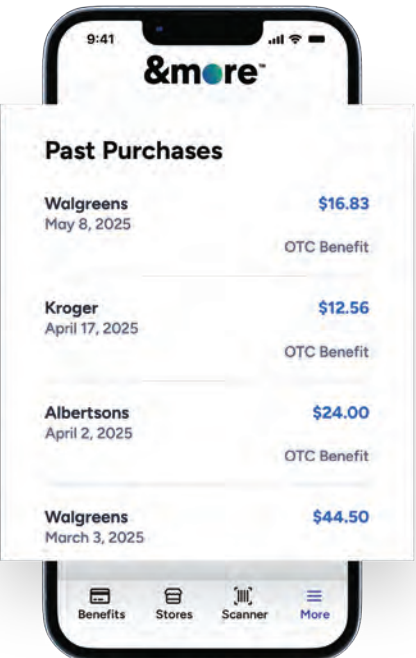 9:41
&more™
Past Purchases
Walgreens $16.83
May 8, 2025
OTC Benefit
Kroger $12.56
April 17, 2025
OTC Benefit
Albertsons $24.00
April 2, 2025
OTC Benefit
Walgreens $44.50
March 3, 2025
Benefits Stores Scanner More